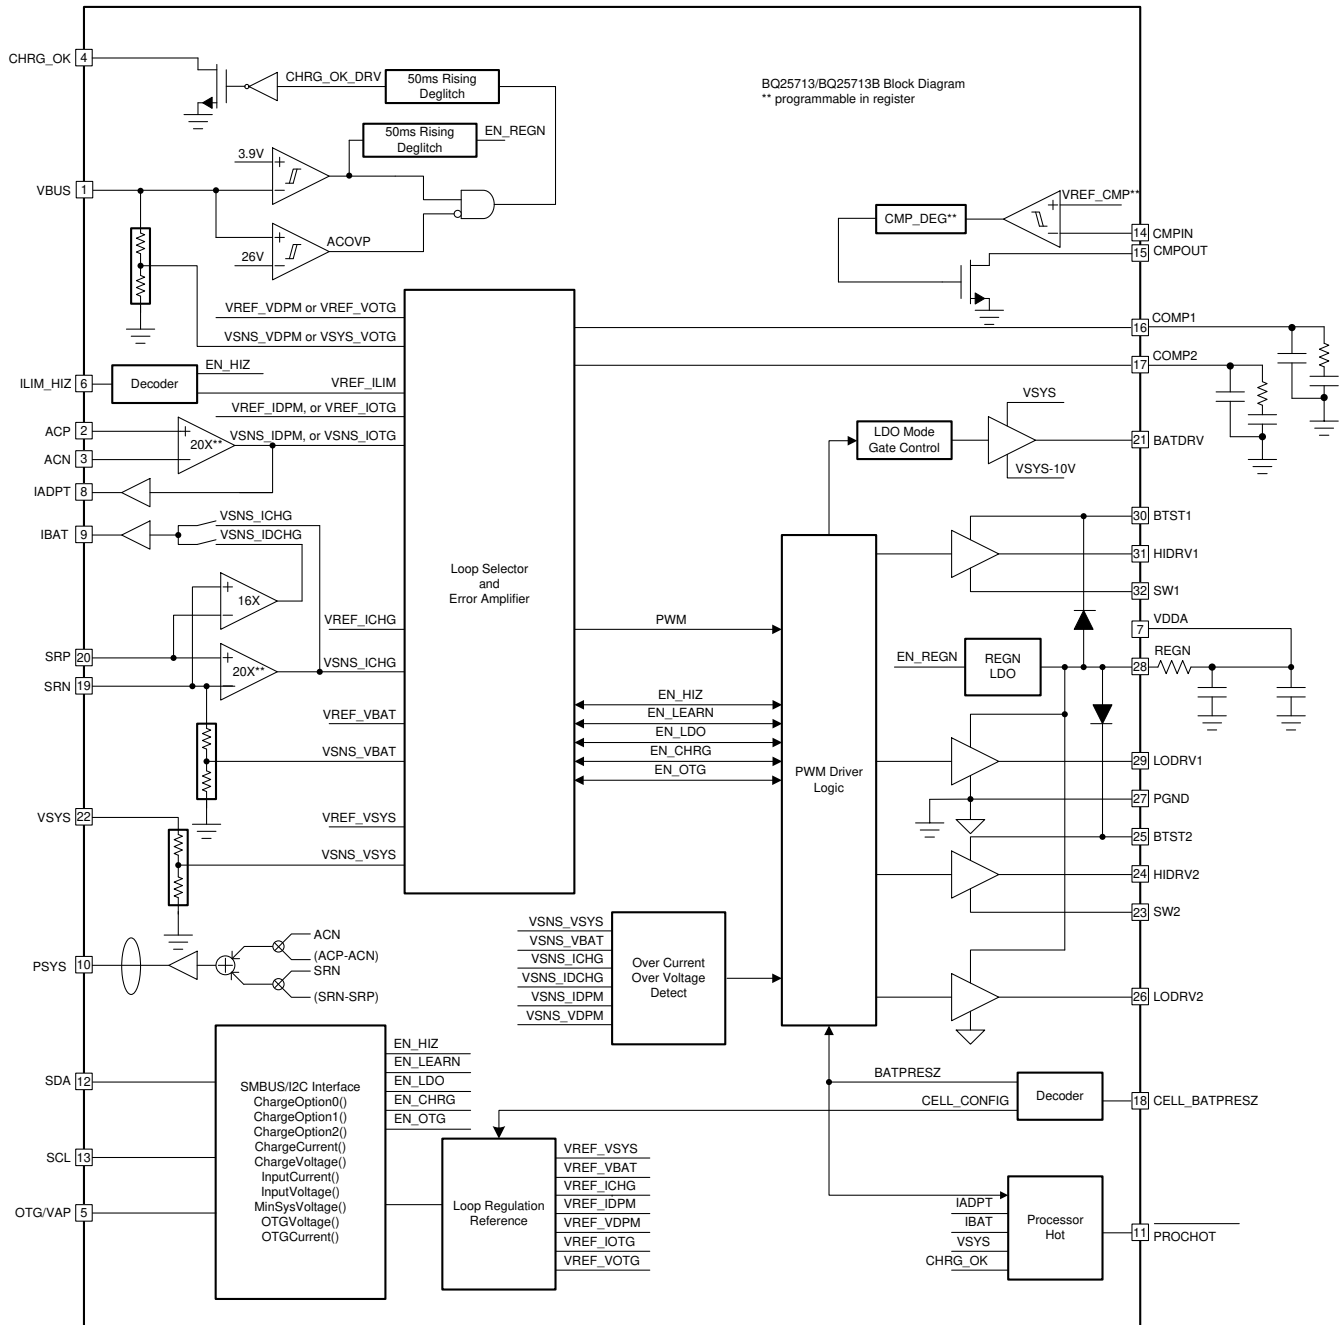 BQ25713/BQ25713B Block Diagram
** programmable in register
CHRG_OK
4
CHRG_OK_DRV
50ms Rising
Deglitch
50ms Rising
Deglitch
EN_REGN
3.9V
+
−
VBUS
1
+
−
26V
ACOVP
CMP_DEG**
VREF_CMP**
+
−
14
CMPIN
15
CMPOUT
VREF_VDPM or VREF_VOTG
VSNS_VDPM or VSYS_VOTG
ILIM_HIZ
6
Decoder
EN_HIZ
VREF_ILIM
VREF_IDPM, or VREF_IOTG
ACP
2
+
20X**
VSNS_IDPM, or VSNS_IOTG
ACN
3
−
IADPT
8
IBAT
9
VSNS_ICHG
VSNS_IDCHG
+
16X
−
VREF_ICHG
SRP
20
+
20X**
VSNS_ICHG
SRN
19
−
VREF_VBAT
VSNS_VBAT
VSYS
22
VREF_VSYS
VSNS_VSYS
Loop Selector
and
Error Amplifier
16
COMP1
17
COMP2
LDO Mode
Gate Control
VSYS
VSYS-10V
21
BATDRV
30
BTST1
31
HIDRV1
32
SW1
7
VDDA
PWM
EN_REGN
REGN
LDO
28
REGN
EN_HIZ
EN_LEARN
EN_LDO
EN_CHRG
EN_OTG
PWM Driver
Logic
29
LODRV1
27
PGND
25
BTST2
24
HIDRV2
23
SW2
26
LODRV2
PSYS
10
ACN
(ACP-ACN)
SRN
(SRN-SRP)
VSNS_VSYS
VSNS_VBAT
VSNS_ICHG
VSNS_IDCHG
VSNS_IDPM
VSNS_VDPM
Over Current
Over Voltage
Detect
SDA
12
SCL
13
OTG/VAP
5
SMBUS/I2C Interface
ChargeOption0()
ChargeOption1()
ChargeOption2()
ChargeCurrent()
ChargeVoltage()
InputCurrent()
InputVoltage()
MinSysVoltage()
OTGVoltage()
OTGCurrent()
EN_HIZ
EN_LEARN
EN_LDO
EN_CHRG
EN_OTG
Loop Regulation
Reference
VREF_VSYS
VREF_VBAT
VREF_ICHG
VREF_IDPM
VREF_VDPM
VREF_IOTG
VREF_VOTG
BATPRESZ
CELL_CONFIG
Decoder
18
CELL_BATPRESZ
IADPT
IBAT
VSYS
CHRG_OK
Processor
Hot
11
PROCHOT